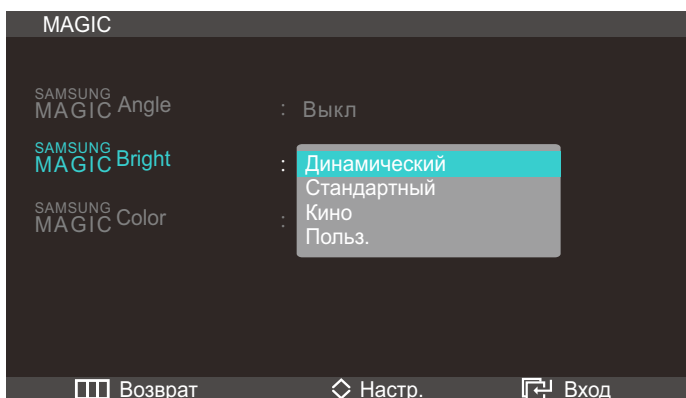 MAGIC
SAMSUNG
MAGIC Angle : Выкл
SAMSUNG
MAGIC Bright : Динамический
Стандартный
SAMSUNG
MAGIC Color : Кино
Польз.
Возврат Настр. Вход